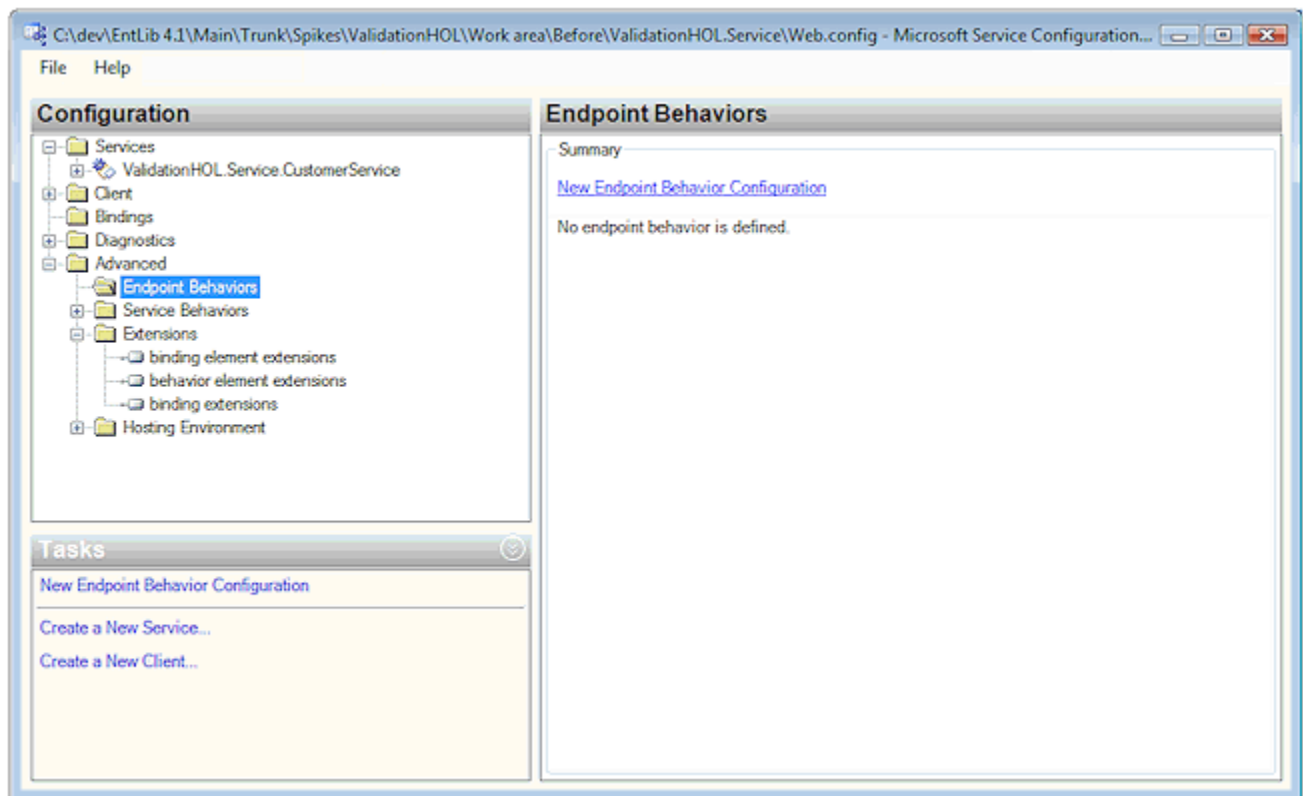 C:\dev\EntLib 4.1\Main\Trunk\Spikes\ValidationHOL\Work area\Before\ValidationHOL.Service\Web.config - Microsoft Service Configuration...
File Help
Configuration
Services
ValidationHOL.Service.CustomerService
Client
Bindings
Diagnostics
Advanced
Endpoint Behaviors
Service Behaviors
Extensions
binding element extensions
behavior element extensions
binding extensions
Hosting Environment
Tasks
New Endpoint Behavior Configuration
Create a New Service...
Create a New Client...
Endpoint Behaviors
Summary
New Endpoint Behavior Configuration
No endpoint behavior is defined.